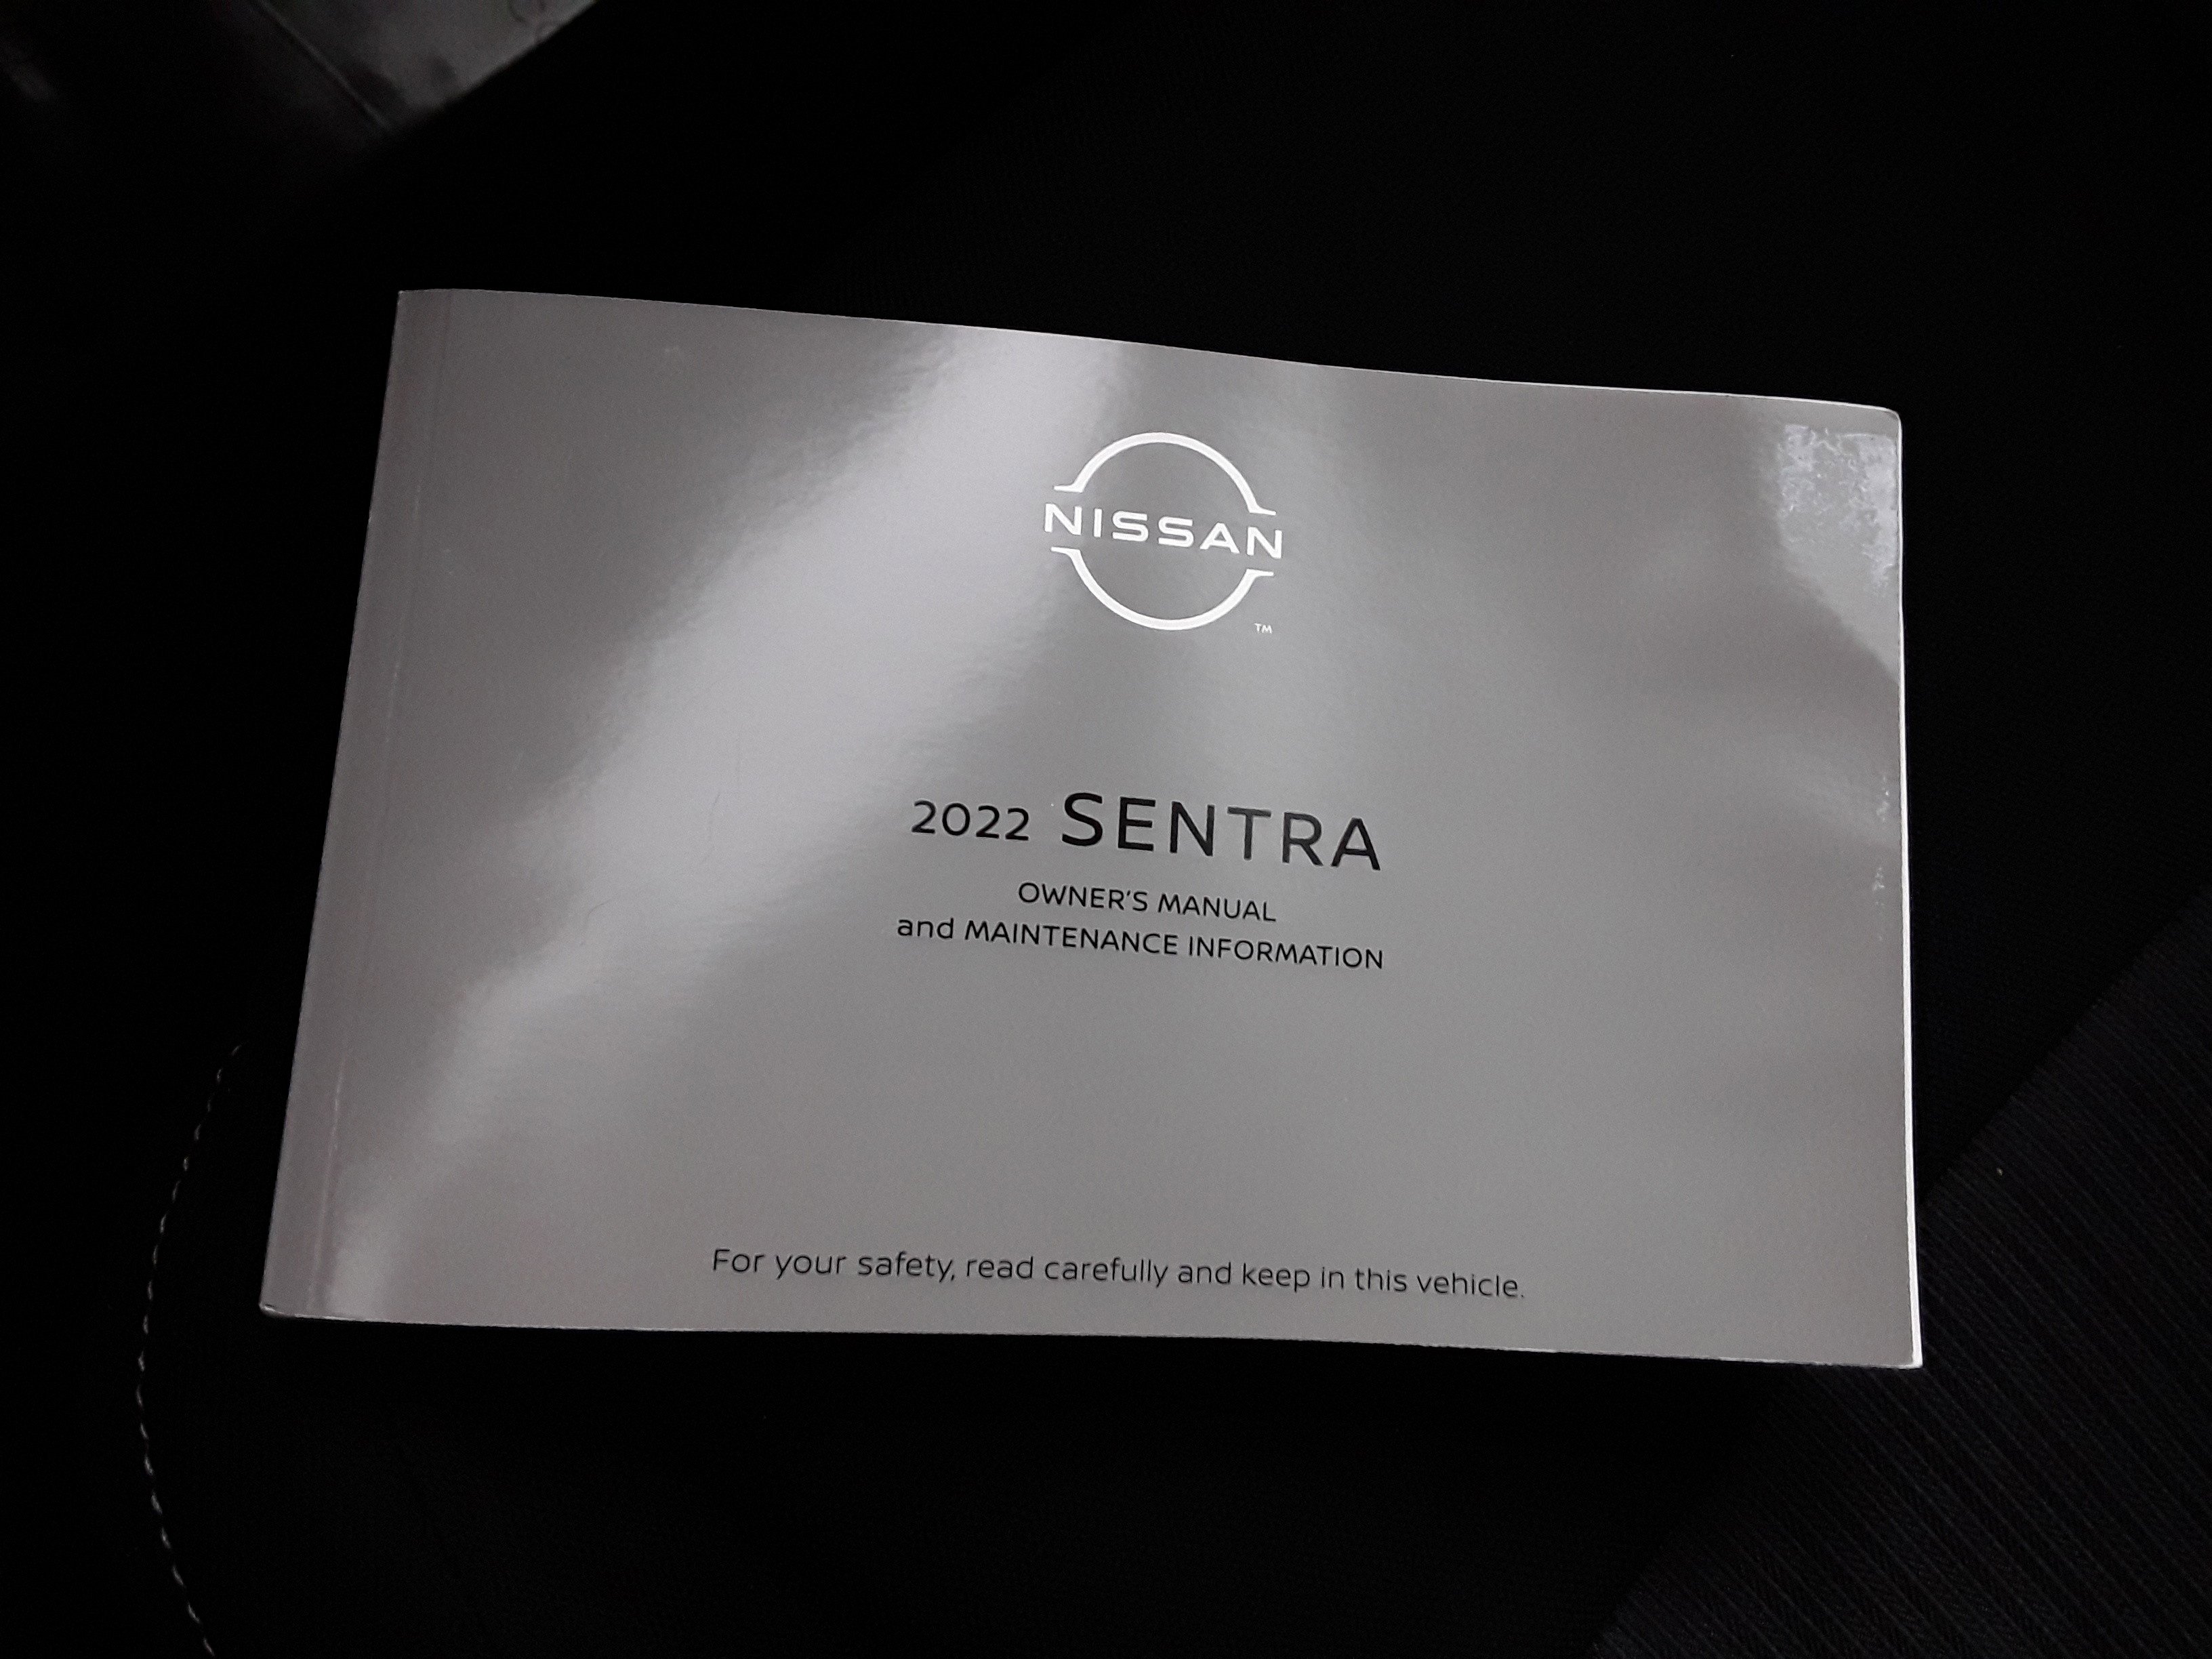 NISSAN
TM
2022 SENTRA
OWNER'S MANUAL
and MAINTENANCE INFORMATION
For your safety, read carefully and keep in this vehicle.